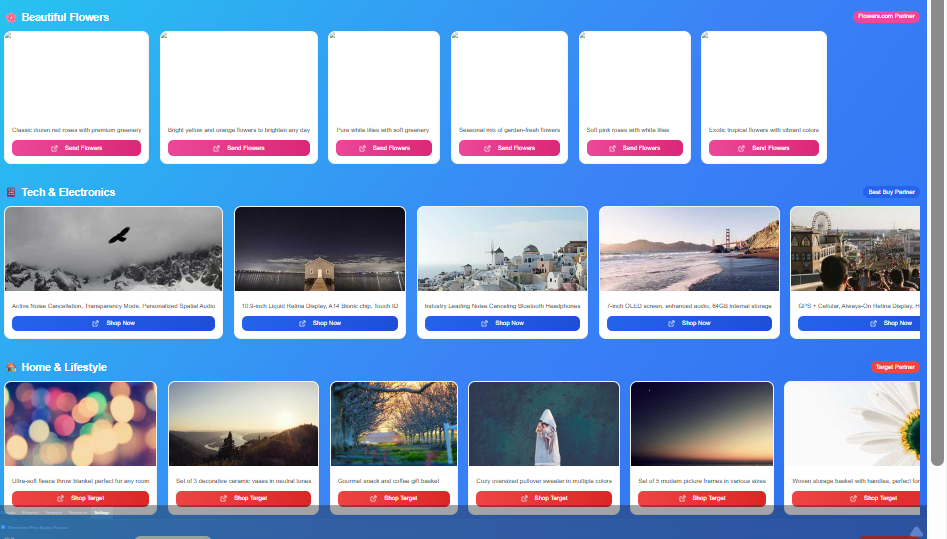 Beautiful Flowers
Flowers.com Partner
Classic dozen red roses with premium greenery
Bright yellow and orange flowers to brighten any day
Pure white lilies with soft greenery
Seasonal mix of garden-fresh flowers
Soft pink roses with white lilies
Exotic tropical flowers with vibrant colors
Send Flowers
Send Flowers
Send Flowers
Send Flowers
Send Flowers
Send Flowers
Tech & Electronics
Best Buy Partner
Active Noise Cancellation, Transparency Mode, Personalized Spatial Audio
10.9-inch Liquid Retina Display, A14 Bionic chip, Touch ID
Industry Leading Noise Canceling Bluetooth Headphones
7-inch OLED screen, enhanced audio, 64GB internal storage
GPS + Cellular, Always-On Retina Display, H
Shop Now
Shop Now
Shop Now
Shop Now
Shop Now
Home & Lifestyle
Target Partner
Ultra-soft fleece throw blanket perfect for any room
Set of 3 decorative ceramic vases in neutral tones
Gourmet snack and coffee gift basket
Cozy oversized pullover sweater in multiple colors
Set of 5 modern picture frames in various sizes
Woven storage basket with handles, perfect for
Shop Target
Shop Target
Shop Target
Shop Target
Shop Target
Shop Target
Settings